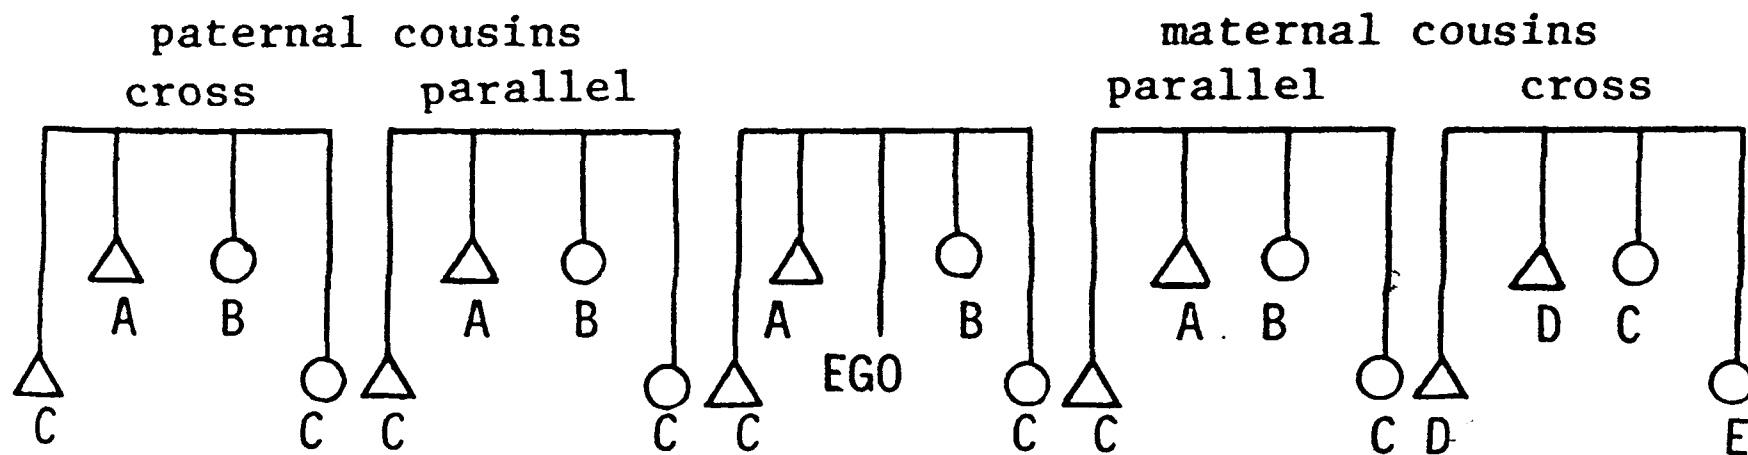 paternal cousins maternal cousins
cross parallel parallel cross
A B A B A B A B D C
EGO
C C C C C C C C D E